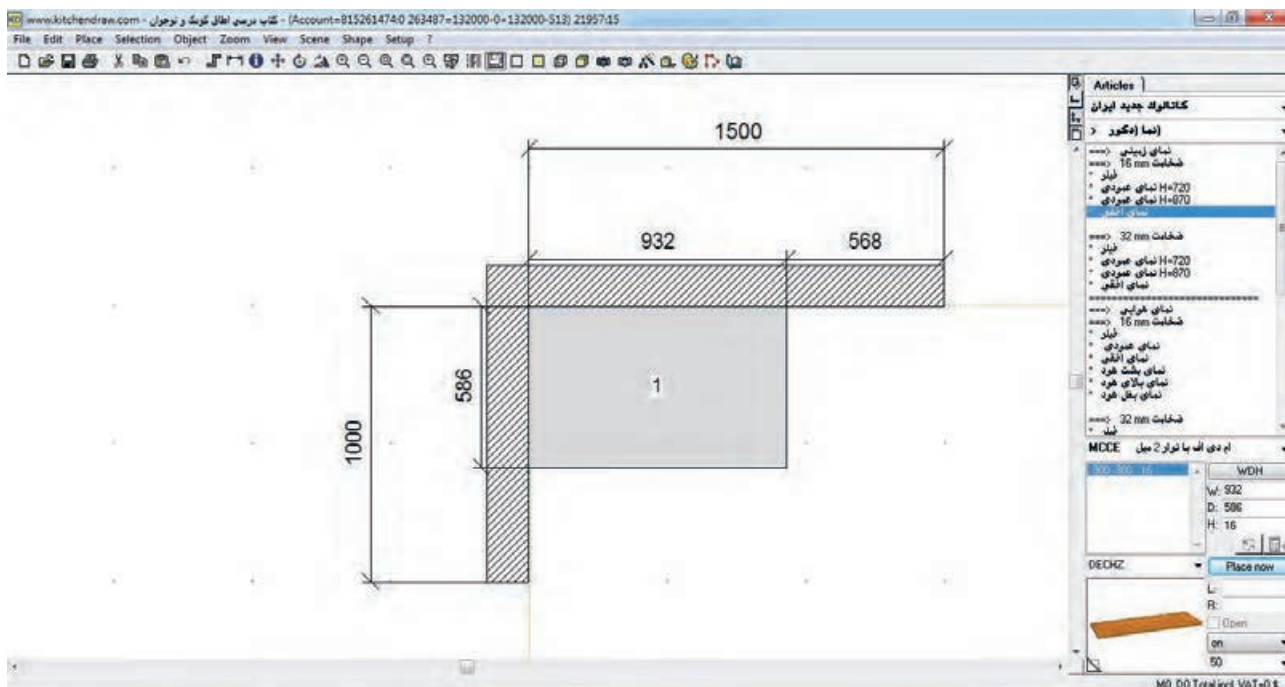 www.kitchendraw.com - کتاب درسی اطاق کودک و نوجوان - (Account=815261474:0 263487=132000-0+132000-513) 21957:15
File Edit Place Selection Object Zoom View Scene Shape Setup ?
Articles
کاتالوگ جدید ایران
(نما (دکور <
نمای زمینی <===
ضخامت 16 mm <===
فیلر *
H=720 نمای عمودی *
H=870 نمای عمودی *
نمای افقی
ضخامت 32 mm <===
فیلر *
H=720 نمای عمودی *
H=870 نمای عمودی *
نمای افقی *
نمای هوایی <===
ضخامت 16 mm <===
فیلر *
نمای عمودی *
نمای افقی *
نمای پشت هود *
نمای بالای هود *
نمای بغل هود *
ضخامت 32 mm <===
فیلر *
MCCE ام دی اف با نوار 2 میل
WDH
W: 932
D: 586
H: 16
DECHZ
Place now
L:
R:
Open
on
50
M0, D0 Total incl. VAT=0 $
1500
932
568
586
1
1000